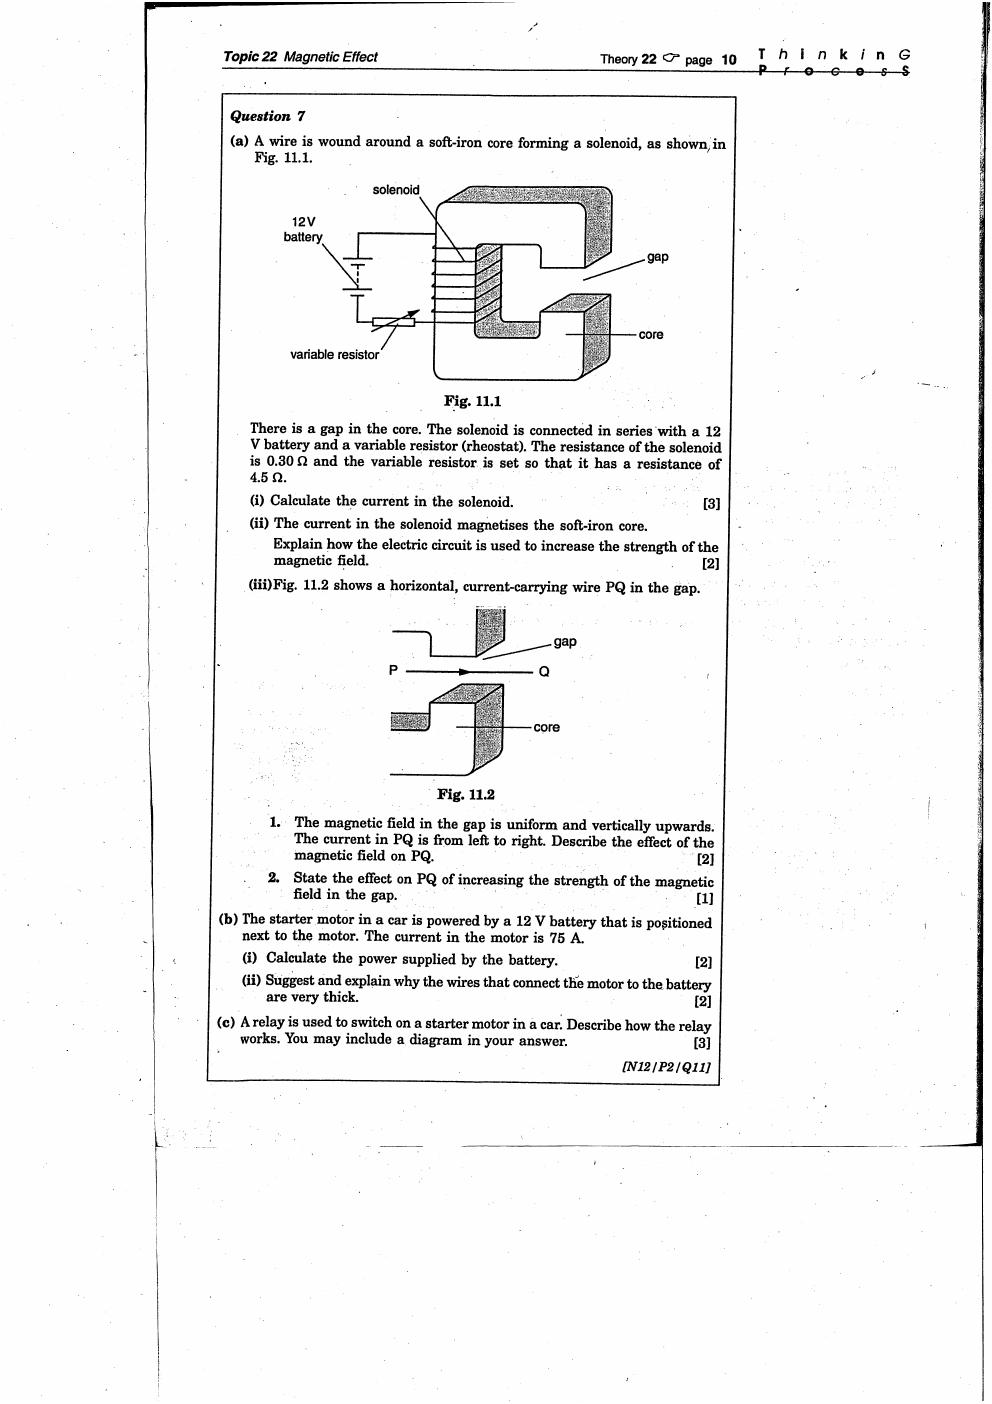 Topic 22 Magnetic Effect
Theory 22 ☞ page 10
T h I n k i n G
P r o c e s S
Question 7
(a) A wire is wound around a soft-iron core forming a solenoid, as shown in
Fig. 11.1.
solenoid
12V
battery
gap
core
variable resistor
Fig. 11.1
There is a gap in the core. The solenoid is connected in series with a 12
V battery and a variable resistor (rheostat). The resistance of the solenoid
is 0.30 Ω and the variable resistor is set so that it has a resistance of
4.5 Ω.
(i) Calculate the current in the solenoid. [3]
(ii) The current in the solenoid magnetises the soft-iron core.
Explain how the electric circuit is used to increase the strength of the
magnetic field. [2]
(iii)Fig. 11.2 shows a horizontal, current-carrying wire PQ in the gap.
gap
P
Q
core
Fig. 11.2
1. The magnetic field in the gap is uniform and vertically upwards.
The current in PQ is from left to right. Describe the effect of the
magnetic field on PQ. [2]
2. State the effect on PQ of increasing the strength of the magnetic
field in the gap. [1]
(b) The starter motor in a car is powered by a 12 V battery that is positioned
next to the motor. The current in the motor is 75 A.
(i) Calculate the power supplied by the battery. [2]
(ii) Suggest and explain why the wires that connect the motor to the battery
are very thick. [2]
(c) A relay is used to switch on a starter motor in a car. Describe how the relay
works. You may include a diagram in your answer. [3]
[N12/P2/Q11]